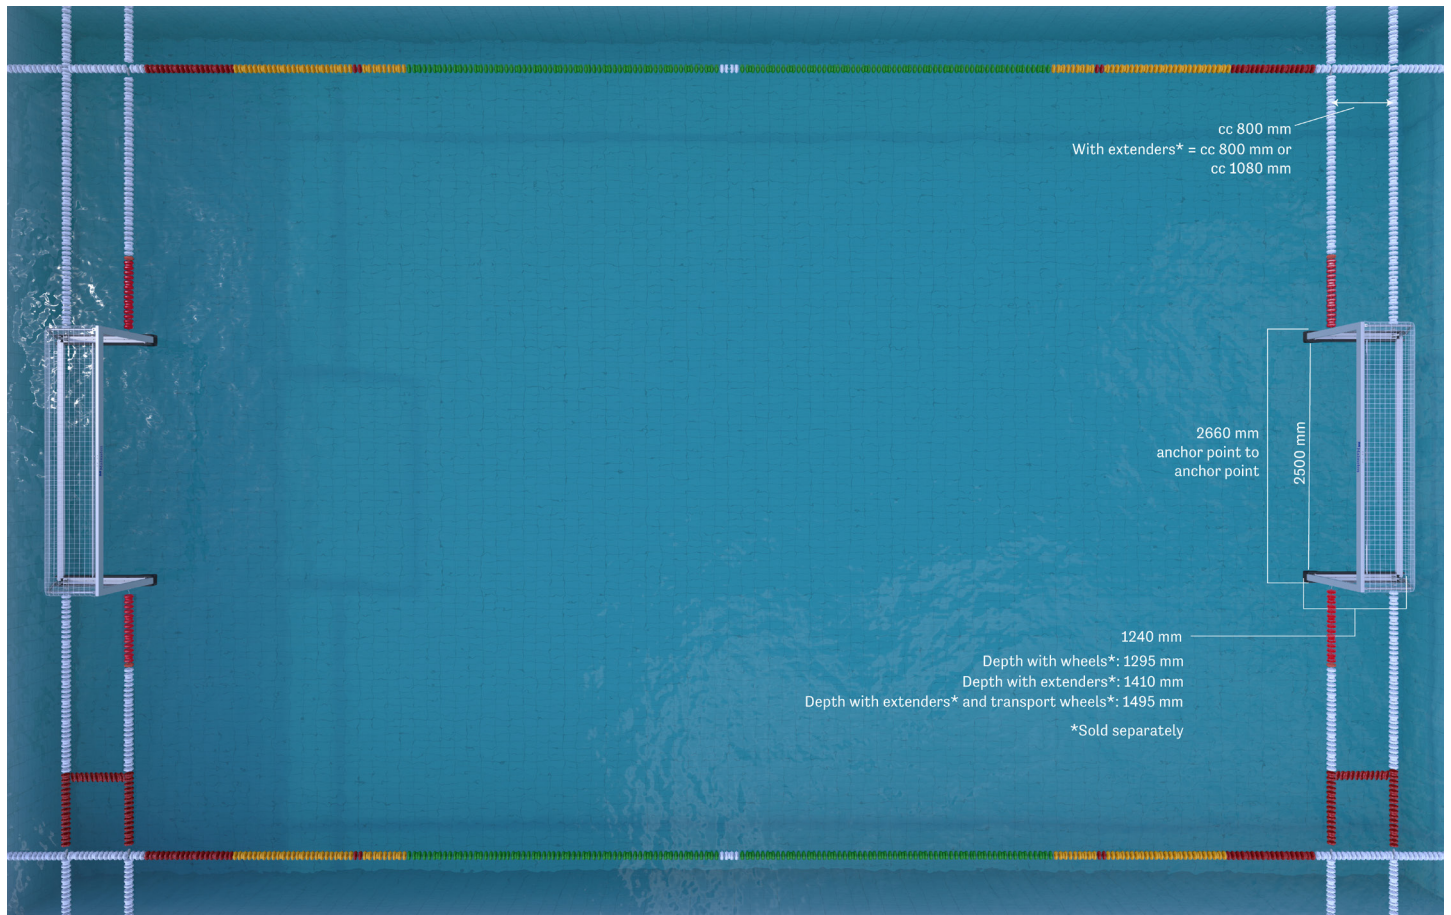 cc 800 mm
With extenders* = cc 800 mm or
cc 1080 mm
2660 mm
anchor point to
anchor point
2500 mm
1240 mm
Depth with wheels*: 1295 mm
Depth with extenders*: 1410 mm
Depth with extenders* and transport wheels*: 1495 mm
*Sold separately